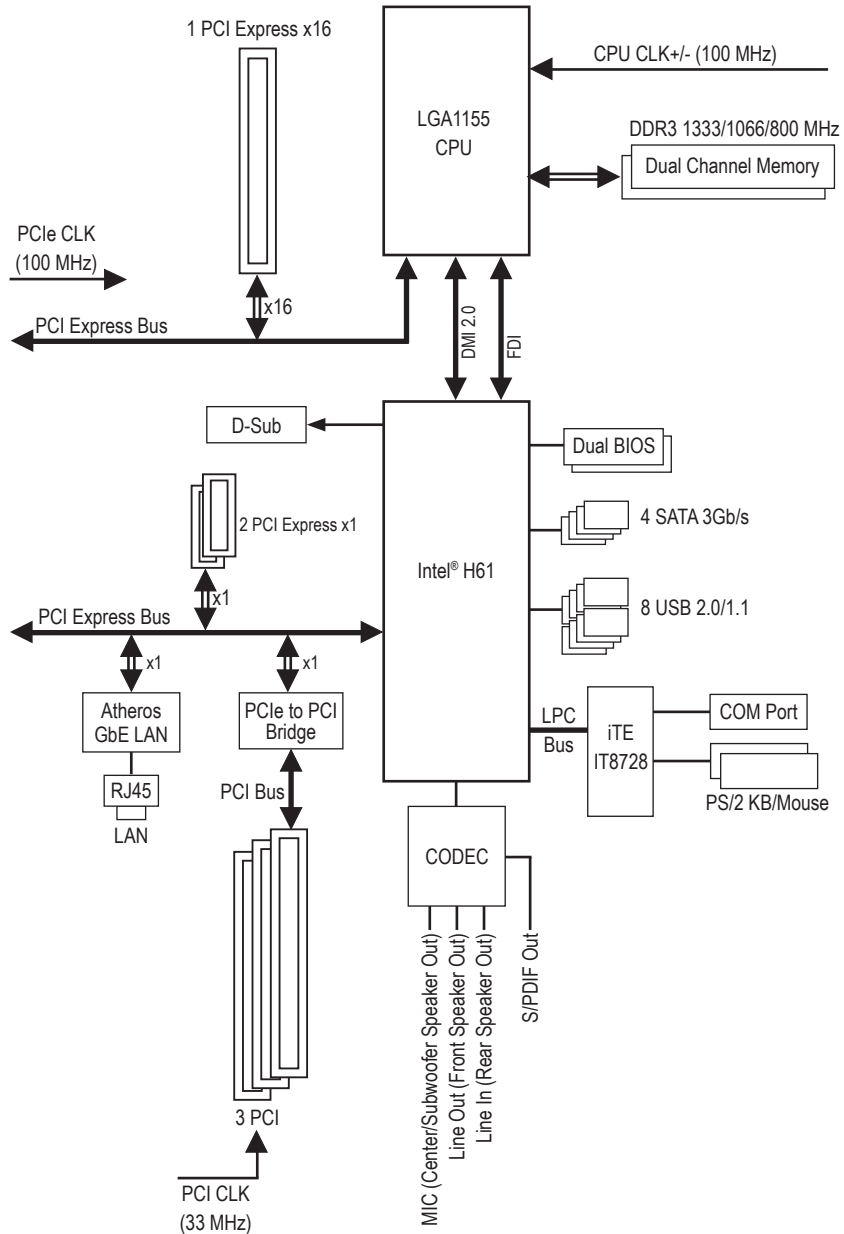 1 PCI Express x16
CPU CLK+/- (100 MHz)
LGA1155
CPU
DDR3 1333/1066/800 MHz
Dual Channel Memory
PCIe CLK
(100 MHz)
x16
PCI Express Bus
DMI 2.0
FDI
D-Sub
Dual BIOS
2 PCI Express x1
4 SATA 3Gb/s
Intel® H61
x1
8 USB 2.0/1.1
PCI Express Bus
x1
x1
Atheros
GbE LAN
PCIe to PCI
Bridge
LPC
Bus
iTE
IT8728
COM Port
RJ45
LAN
PCI Bus
PS/2 KB/Mouse
CODEC
MIC (Center/Subwoofer Speaker Out)
Line Out (Front Speaker Out)
Line In (Rear Speaker Out)
S/PDIF Out
3 PCI
PCI CLK
(33 MHz)